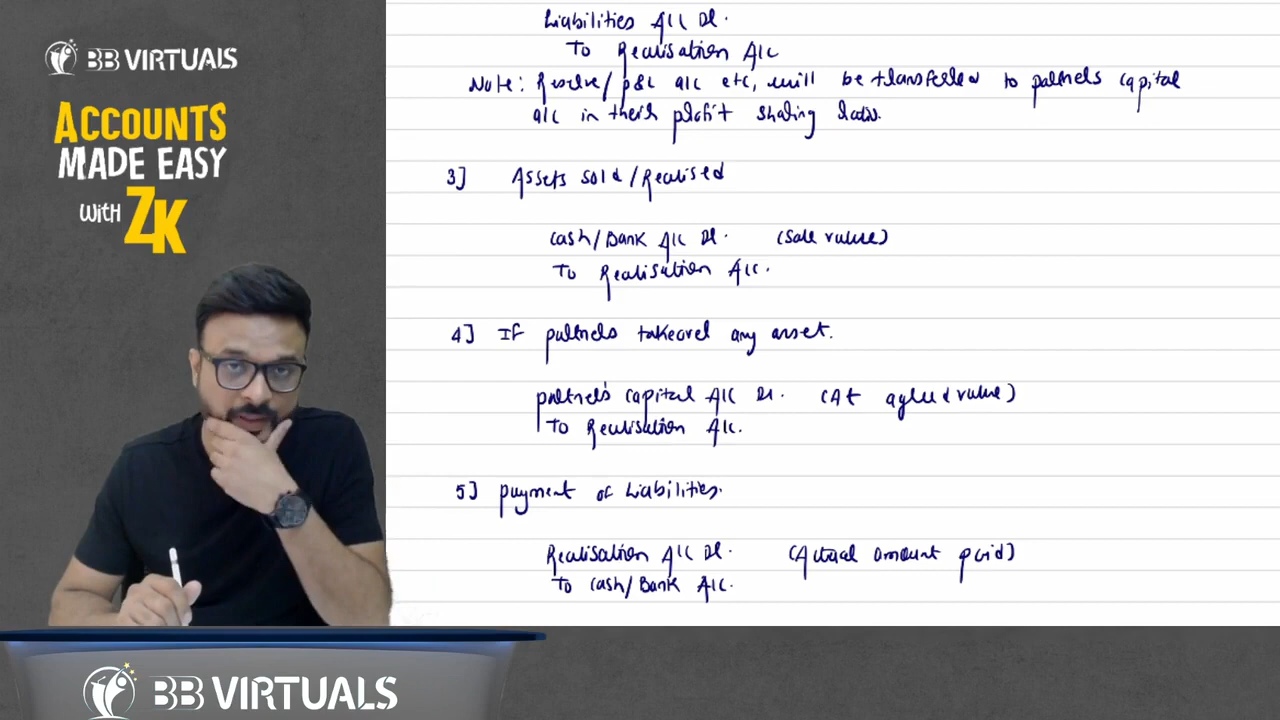 BB VIRTUALS
ACCOUNTS
MADE EASY
WITH ZK
Liabilities A/c Dr.
To Realisation A/c
Note: Reserve/ P&L a/c etc, will be transferred to partners capital
a/c in their profit sharing ratio.
3] Assets sold/Realised
Cash/Bank A/c Dr. (Sale value)
To Realisation A/c.
4] If partners takeover any asset.
partner's capital A/c Dr. (At agreed value)
To Realisation A/c.
5] payment of Liabilities.
Realisation A/c Dr. (Actual amount paid)
To Cash/Bank A/c.
BB VIRTUALS